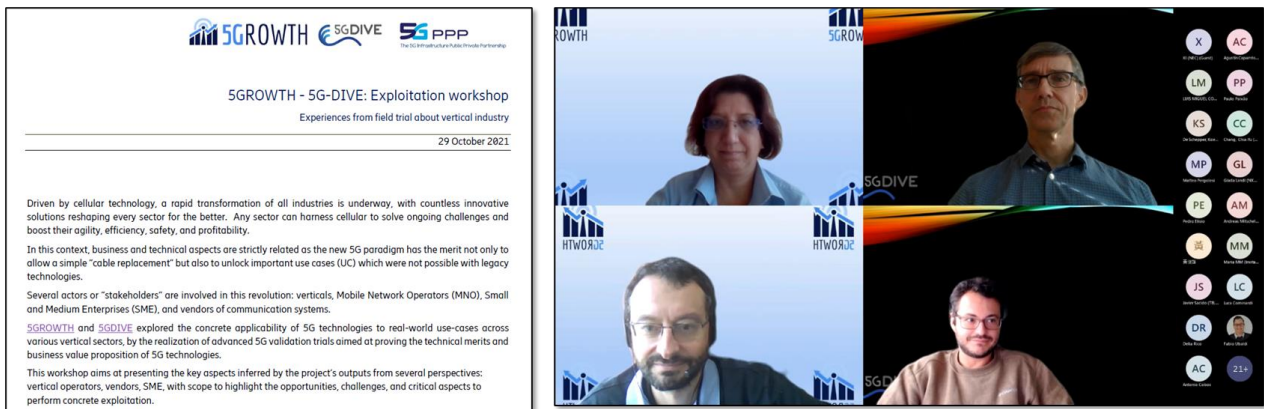 5GROWTH 5GDIVE 5G PPP
The 5G Infrastructure Public Private Partnership
5GROWTH - 5G-DIVE: Exploitation workshop
Experiences from field trial about vertical industry
29 October 2021
Driven by cellular technology, a rapid transformation of all industries is underway, with countless innovative
solutions reshaping every sector for the better. Any sector can harness cellular to solve ongoing challenges and
boost their agility, efficiency, safety, and profitability.
In this context, business and technical aspects are strictly related as the new 5G paradigm has the merit not only to
allow a simple "cable replacement" but also to unlock important use cases (UC) which were not possible with legacy
technologies.
Several actors or "stakeholders" are involved in this revolution: verticals, Mobile Network Operators (MNO), Small
and Medium Enterprises (SME), and vendors of communication systems.
5GROWTH and 5GDIVE explored the concrete applicability of 5G technologies to real-world use-cases across
various vertical sectors, by the realization of advanced 5G validation trials aimed at proving the technical merits and
business value proposition of 5G technologies.
This workshop aims at presenting the key aspects inferred by the project's outputs from several perspectives:
vertical operators, vendors, SME, with scope to highlight the opportunities, challenges, and critical aspects to
perform concrete exploitation.
ROWTH
5GROW
5GDIVE
5GROWTH
5GROWTH
5GD
X AC
LM PP
Paulo Paixão
KS CC
MP GL
PE AM
Pedro Elísio
MM
JS LC
DR
Delia Rico Fabio Ubaldi
AC 21+